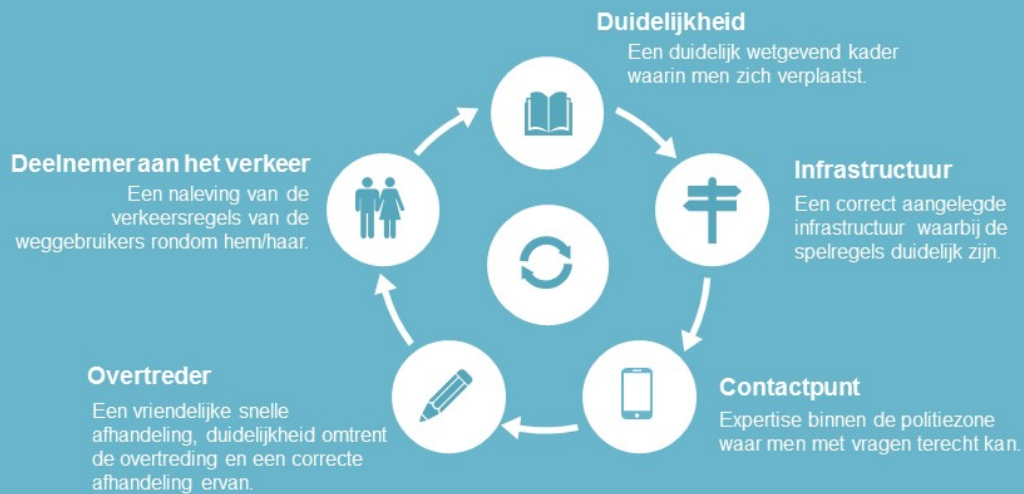 Duidelijkheid
Een duidelijk wetgevend kader
waarin men zich verplaatst.
Infrastructuur
Een correct aangelegde
infrastructuur waarbij de
spelregels duidelijk zijn.
Contactpunt
Expertise binnen de politiezone
waar men met vragen terecht kan.
Overtreder
Een vriendelijke snelle
afhandeling, duidelijkheid omtrent
de overtreding en een correcte
afhandeling ervan.
Deelnemer aan het verkeer
Een naleving van de
verkeersregels van de
weggebruikers rondom hem/haar.